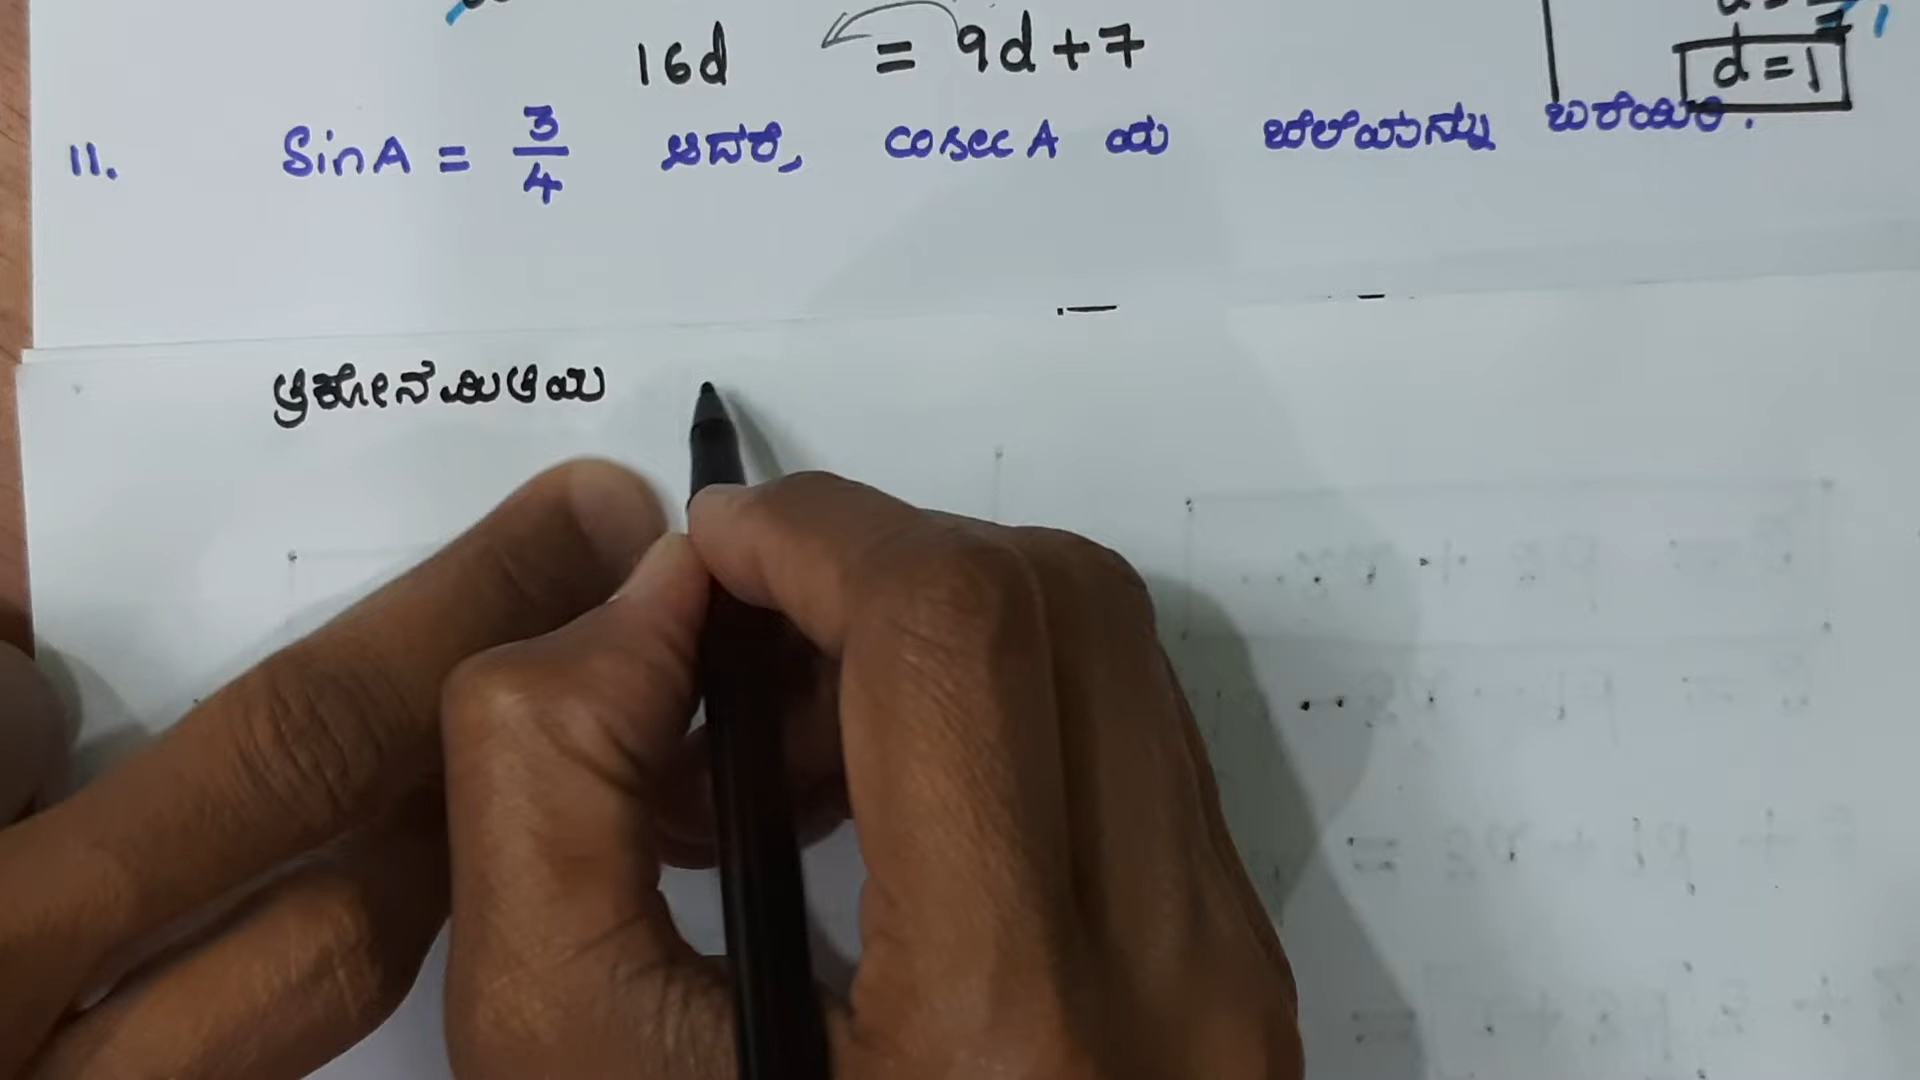 16d = 9d+7
d=1
11. SinA = 3/4 ಆದರೆ, cosec A ಯ ಬೆಲೆಯನ್ನು ಬರೆಯಿರಿ.
ತ್ರಿಕೋನಮಿತಿಯ